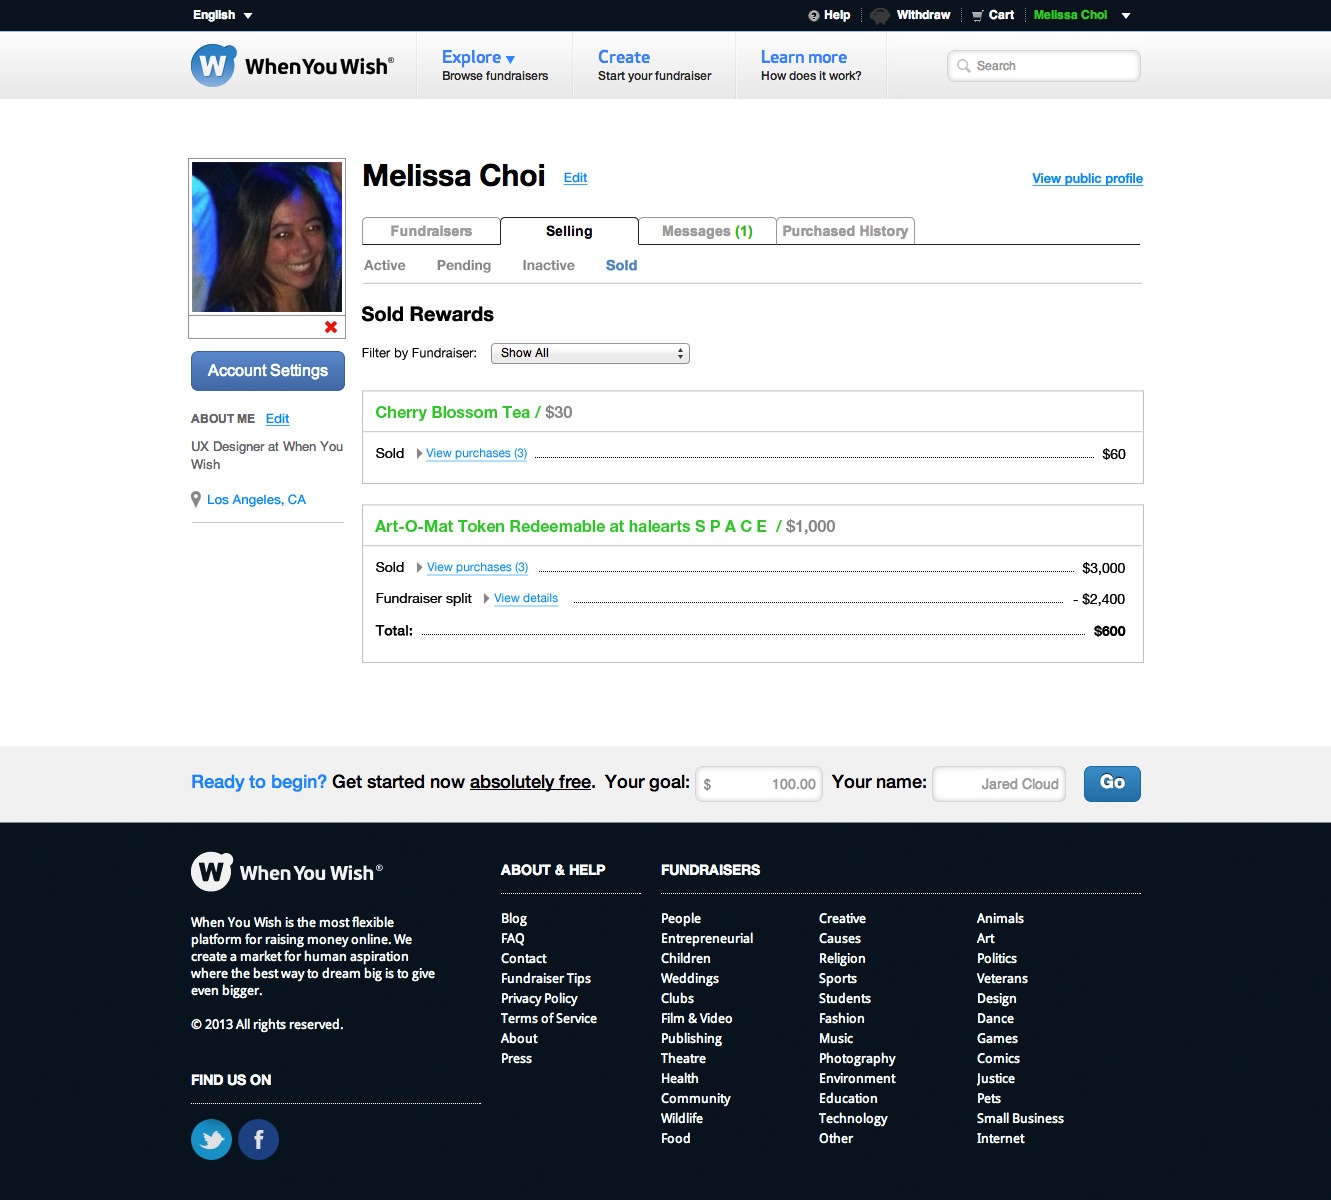 English
Help
Withdraw
Cart
Melissa Choi
W WhenYouWish®
Explore
Browse fundraisers
Create
Start your fundraiser
Learn more
How does it work?
Search
Melissa Choi Edit
View public profile
Fundraisers
Selling
Messages (1)
Purchased History
Active
Pending
Inactive
Sold
Sold Rewards
Filter by Fundraiser: Show All
Account Settings
ABOUT ME Edit
UX Designer at When You
Wish
Los Angeles, CA
Cherry Blossom Tea / $30
Sold View purchases (3) $60
Art-O-Mat Token Redeemable at halearts S P A C E / $1,000
Sold View purchases (3) $3,000
Fundraiser split View details - $2,400
Total: $600
Ready to begin? Get started now absolutely free. Your goal: $ 100.00 Your name: Jared Cloud Go
W When You Wish®
When You Wish is the most flexible
platform for raising money online. We
create a market for human aspiration
where the best way to dream big is to give
even bigger.
© 2013 All rights reserved.
FIND US ON
f
ABOUT & HELP
Blog
FAQ
Contact
Fundraiser Tips
Privacy Policy
Terms of Service
About
Press
FUNDRAISERS
People
Entrepreneurial
Children
Weddings
Clubs
Film & Video
Publishing
Theatre
Health
Community
Wildlife
Food
Creative
Causes
Religion
Sports
Students
Fashion
Music
Photography
Environment
Education
Technology
Other
Animals
Art
Politics
Veterans
Design
Dance
Games
Comics
Justice
Pets
Small Business
Internet